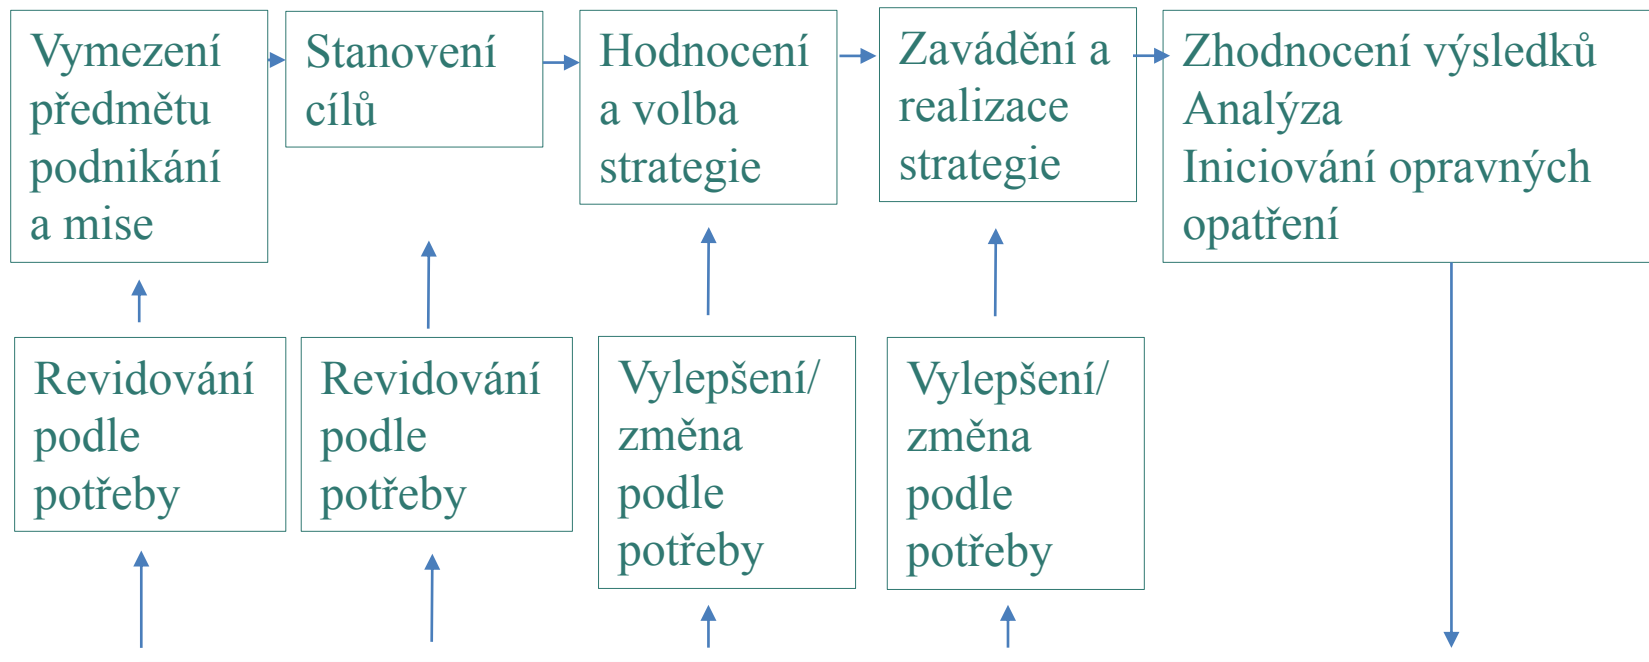 Vymezení
předmětu
podnikání
a mise
Stanovení
cílů
Hodnocení
a volba
strategie
Zavádění a
realizace
strategie
Zhodnocení výsledků
Analýza
Iniciování opravných
opatření
Revidování
podle
potřeby
Revidování
podle
potřeby
Vylepšení/
změna
podle
potřeby
Vylepšení/
změna
podle
potřeby